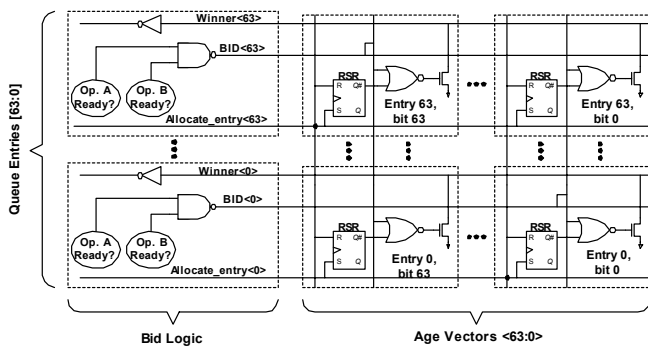 Queue Entries [63:0]
Winner<63>
BID<63>
Op. A Ready?
Op. B Ready?
Allocate_entry<63>
RSR
R Q#
S Q
Entry 63, bit 63
RSR
R Q#
S Q
Entry 63, bit 0
Winner<0>
BID<0>
Op. A Ready?
Op. B Ready?
Allocate_entry<0>
RSR
R Q#
S Q
Entry 0, bit 63
RSR
R Q#
S Q
Entry 0, bit 0
Bid Logic
Age Vectors <63:0>